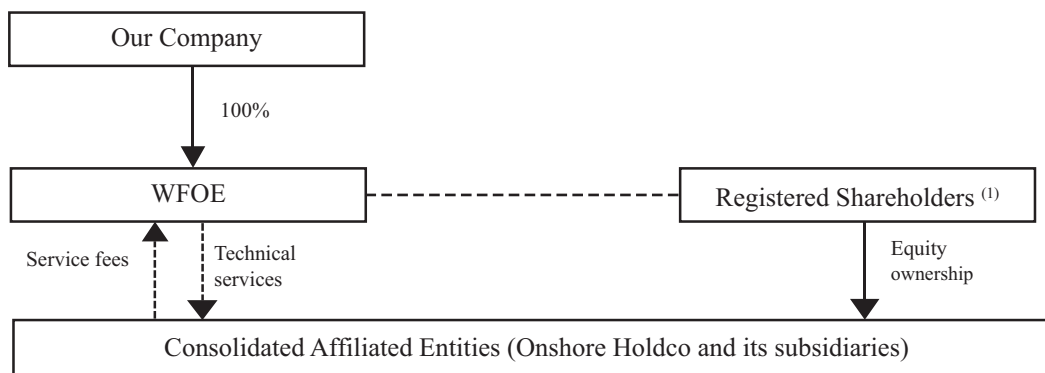 Our Company
100%
WFOE
Registered Shareholders (1)
Service fees
Technical
services
Equity
ownership
Consolidated Affiliated Entities (Onshore Holdco and its subsidiaries)